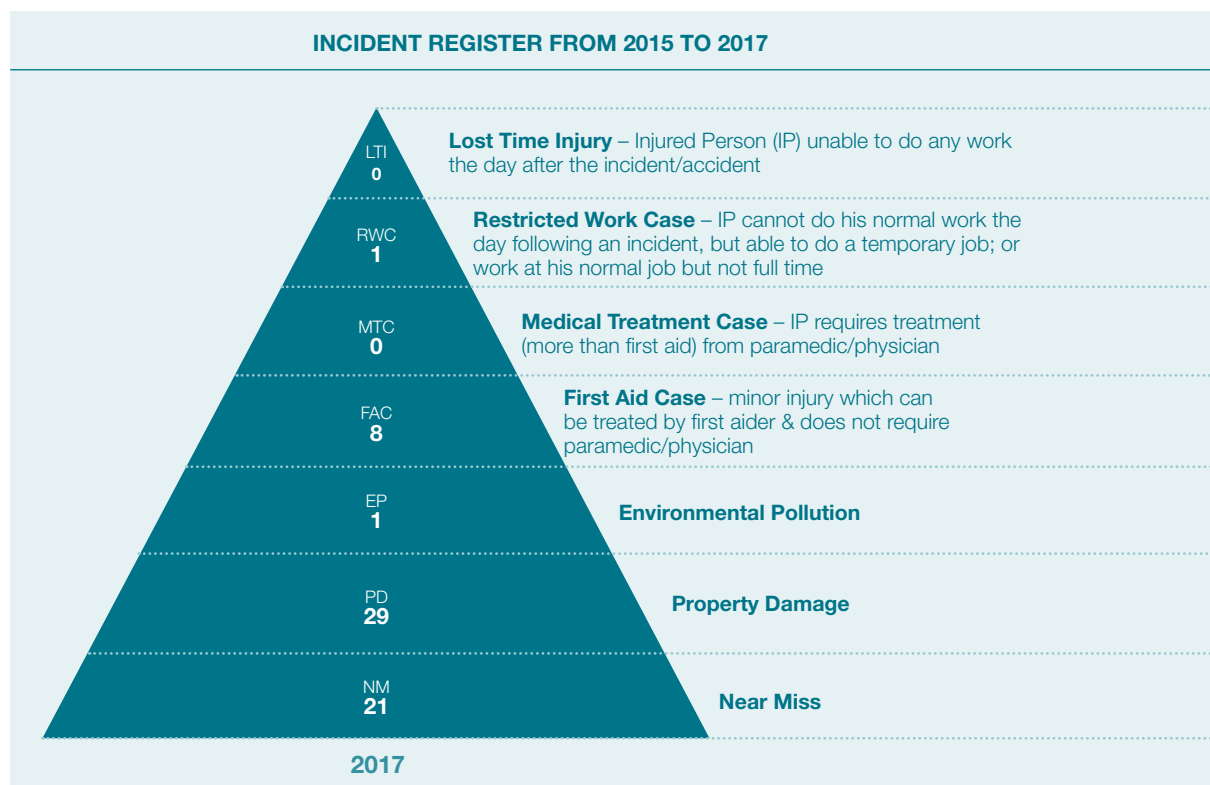 INCIDENT REGISTER FROM 2015 TO 2017
LTI
0
Lost Time Injury – Injured Person (IP) unable to do any work
the day after the incident/accident
RWC
1
Restricted Work Case – IP cannot do his normal work the
day following an incident, but able to do a temporary job; or
work at his normal job but not full time
MTC
0
Medical Treatment Case – IP requires treatment
(more than first aid) from paramedic/physician
FAC
8
First Aid Case – minor injury which can
be treated by first aider & does not require
paramedic/physician
EP
1
Environmental Pollution
PD
29
Property Damage
NM
21
Near Miss
2017